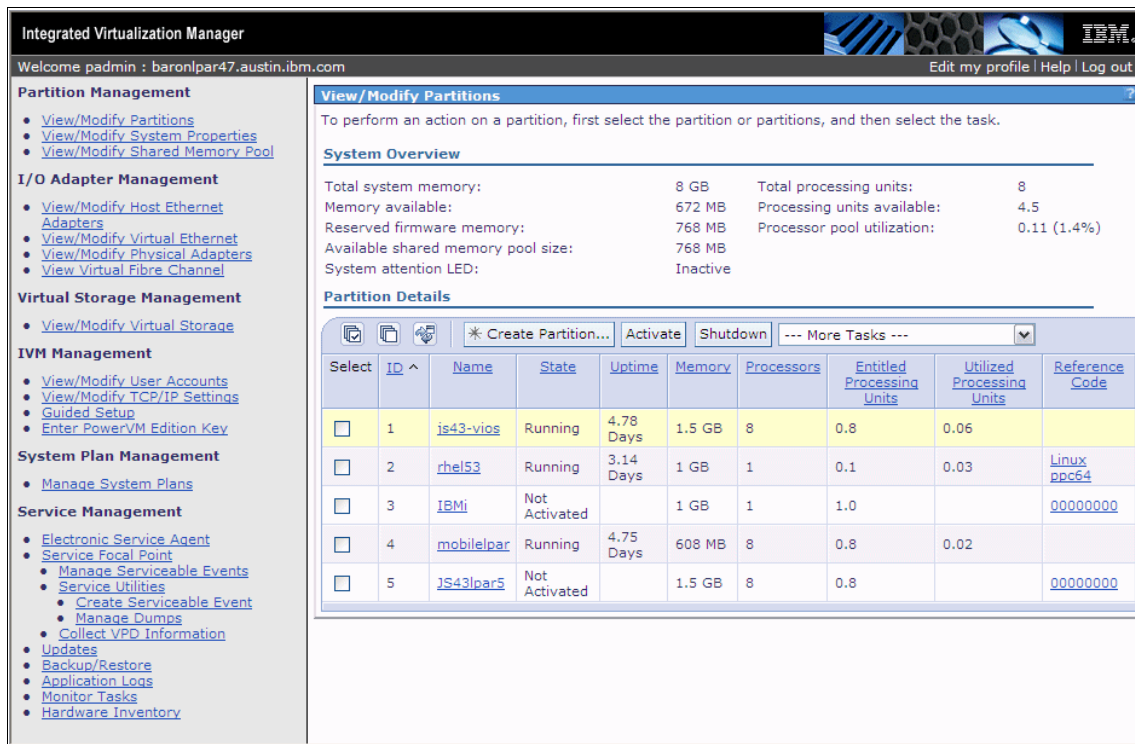 Integrated Virtualization Manager
IBM.
Welcome padmin : baronlpar47.austin.ibm.com
Edit my profile | Help | Log out
Partition Management
View/Modify Partitions
View/Modify System Properties
View/Modify Shared Memory Pool
I/O Adapter Management
View/Modify Host Ethernet
Adapters
View/Modify Virtual Ethernet
View/Modify Physical Adapters
View Virtual Fibre Channel
Virtual Storage Management
View/Modify Virtual Storage
IVM Management
View/Modify User Accounts
View/Modify TCP/IP Settings
Guided Setup
Enter PowerVM Edition Key
System Plan Management
Manage System Plans
Service Management
Electronic Service Agent
Service Focal Point
Manage Serviceable Events
Service Utilities
Create Serviceable Event
Manage Dumps
Collect VPD Information
Updates
Backup/Restore
Application Logs
Monitor Tasks
Hardware Inventory
View/Modify Partitions ?
To perform an action on a partition, first select the partition or partitions, and then select the task.
System Overview
Total system memory: 8 GB Total processing units: 8
Memory available: 672 MB Processing units available: 4.5
Reserved firmware memory: 768 MB Processor pool utilization: 0.11 (1.4%)
Available shared memory pool size: 768 MB
System attention LED: Inactive
Partition Details
Create Partition... Activate Shutdown --- More Tasks ---
Select ID ^ Name State Uptime Memory Processors Entitled Processing Units Utilized Processing Units Reference Code
1 js43-vios Running 4.78 Days 1.5 GB 8 0.8 0.06
2 rhel53 Running 3.14 Days 1 GB 1 0.1 0.03 Linux ppc64
3 IBMi Not Activated 1 GB 1 1.0 00000000
4 mobilelpar Running 4.75 Days 608 MB 8 0.8 0.02
5 JS43lpar5 Not Activated 1.5 GB 8 0.8 00000000